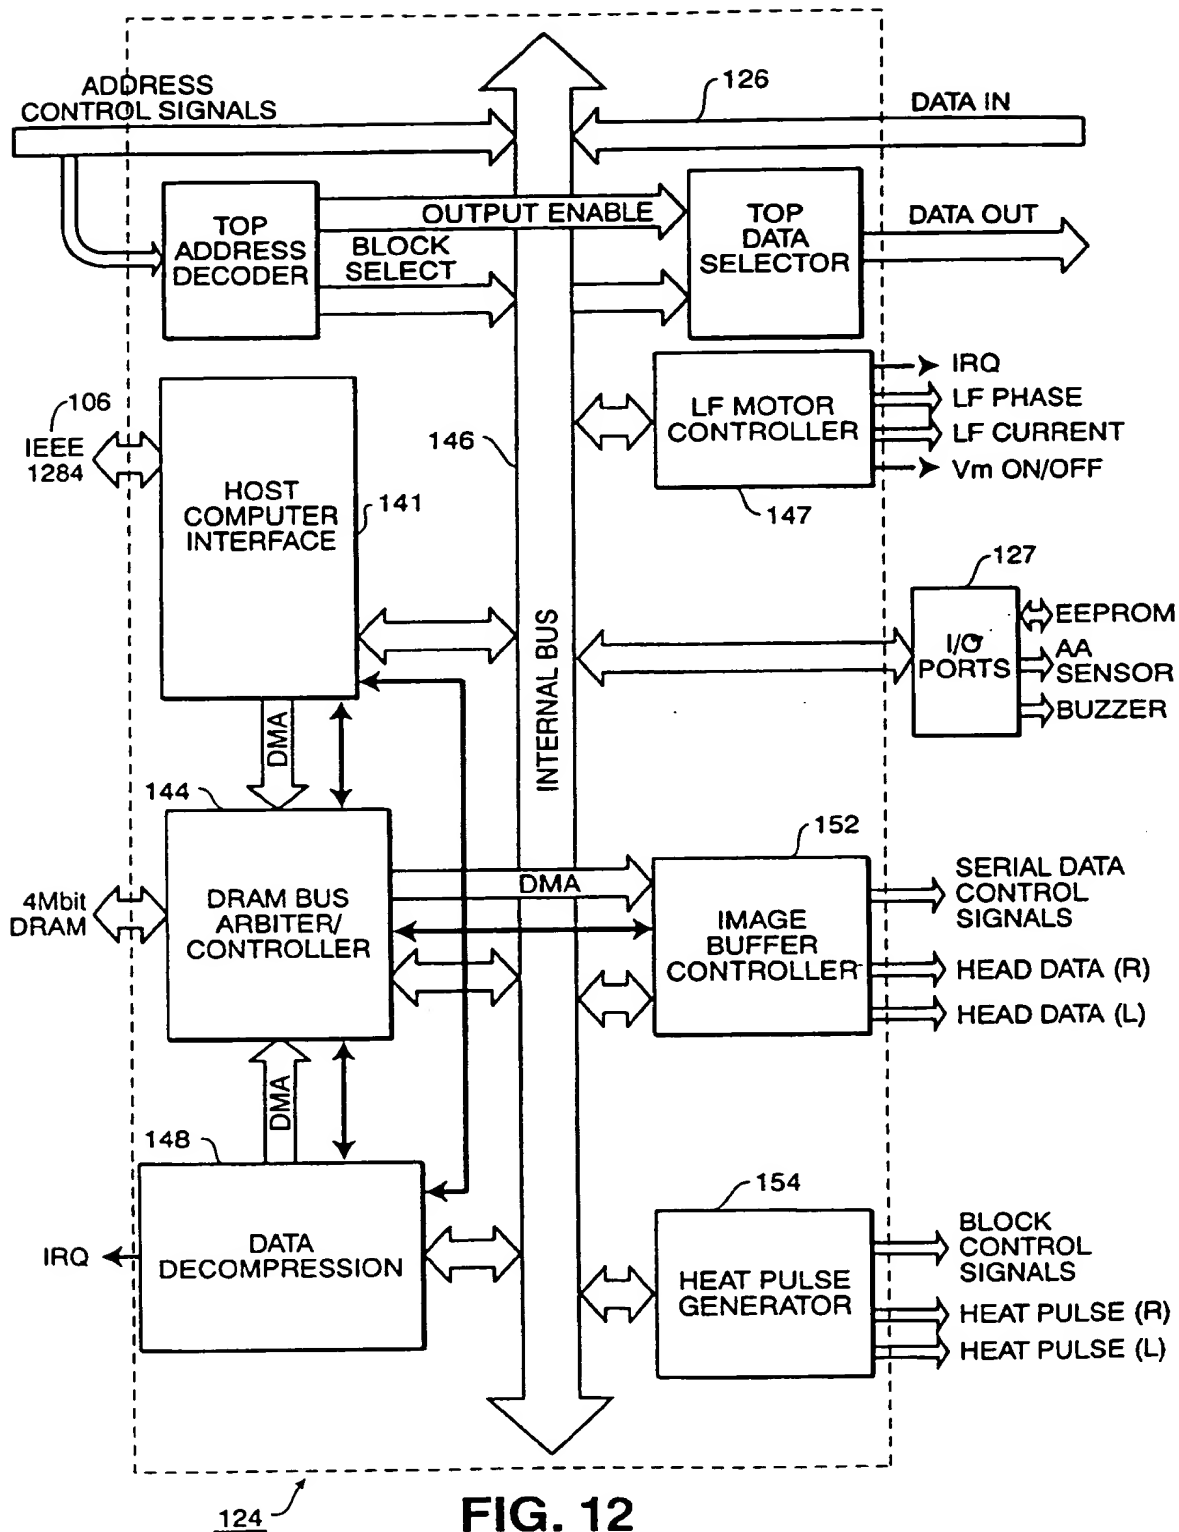 ADDRESS
CONTROL SIGNALS
126
DATA IN
TOP
ADDRESS
DECODER
OUTPUT ENABLE
BLOCK
SELECT
TOP
DATA
SELECTOR
DATA OUT
106
IEEE
1284
HOST
COMPUTER
INTERFACE
141
146
LF MOTOR
CONTROLLER
147
IRQ
LF PHASE
LF CURRENT
Vm ON/OFF
INTERNAL BUS
127
I/O
PORTS
EEPROM
AA
SENSOR
BUZZER
DMA
144
4Mbit
DRAM
DRAM BUS
ARBITER/
CONTROLLER
DMA
152
IMAGE
BUFFER
CONTROLLER
SERIAL DATA
CONTROL
SIGNALS
HEAD DATA (R)
HEAD DATA (L)
DMA
148
IRQ
DATA
DECOMPRESSION
154
HEAT PULSE
GENERATOR
BLOCK
CONTROL
SIGNALS
HEAT PULSE (R)
HEAT PULSE (L)
124
FIG. 12